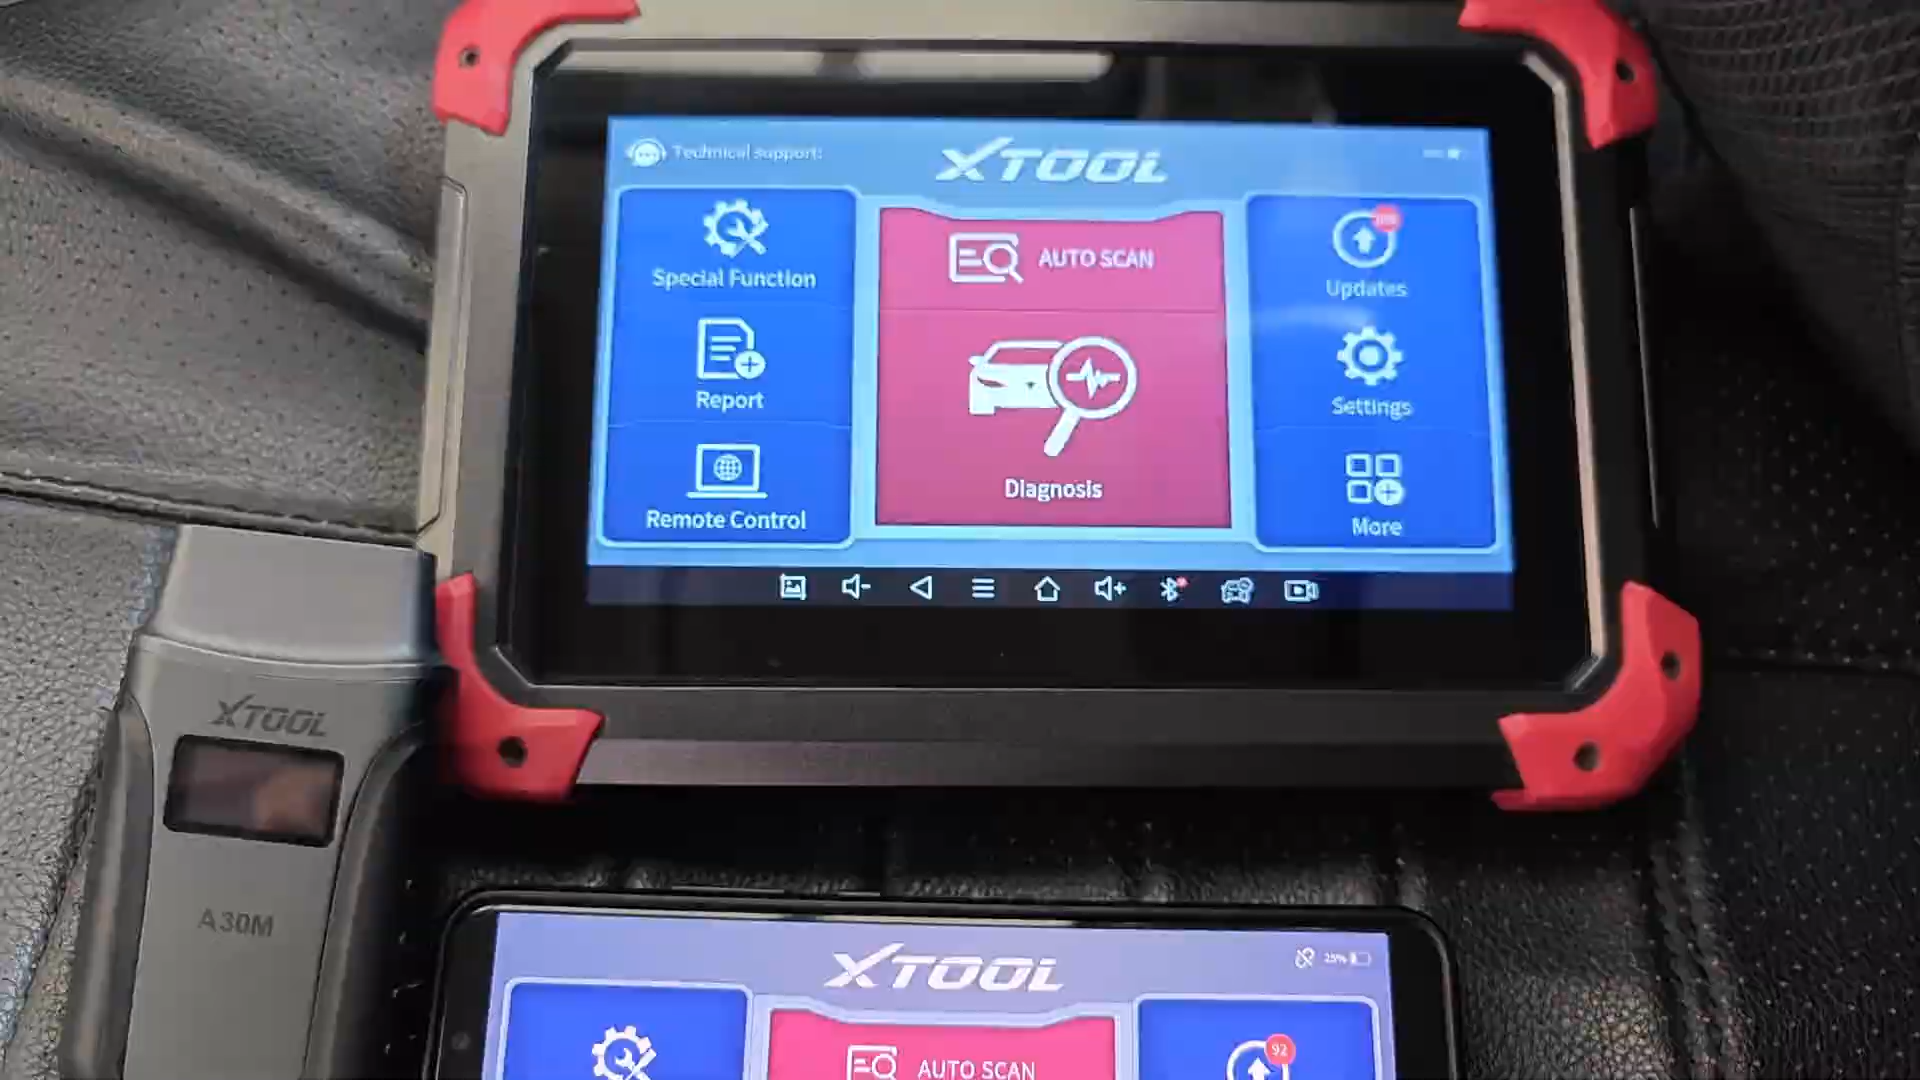 Technical support:
XTOOL
Special Function
AUTO SCAN
Updates
Report
Settings
Diagnosis
Remote Control
More
XTOOL
A30M
XTOOL
25%
92
AUTO SCAN